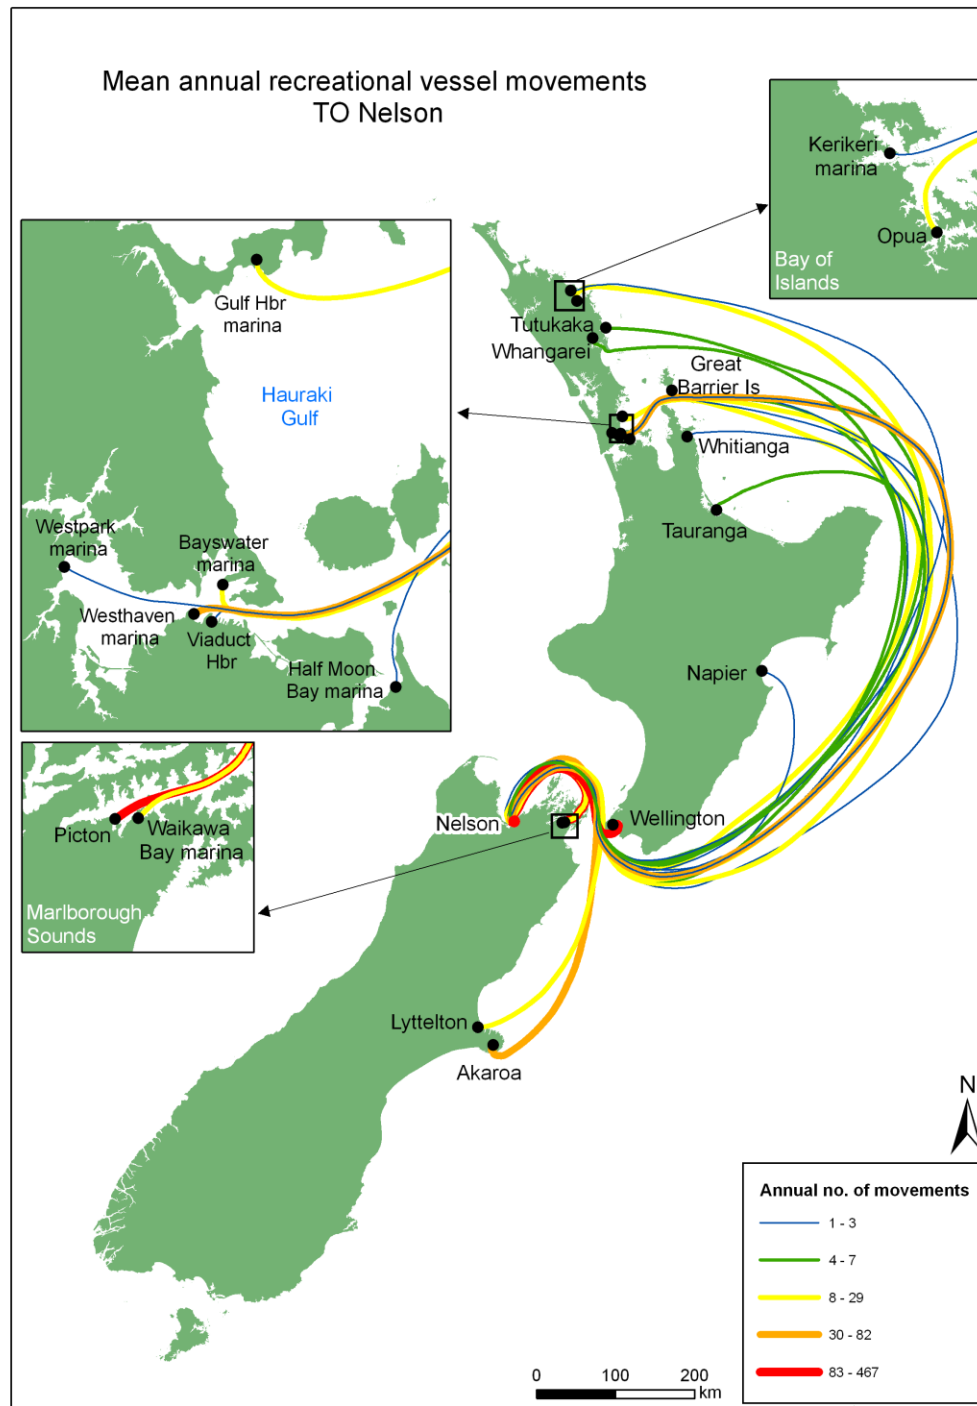 Mean annual recreational vessel movements
TO Nelson
Kerikeri
marina
Opua
Bay of
Islands
Gulf Hbr
marina
Hauraki
Gulf
Westpark
marina
Bayswater
marina
Westhaven
marina
Viaduct
Hbr
Half Moon
Bay marina
Tutukaka
Whangarei
Great
Barrier Is
Whitianga
Tauranga
Napier
Picton
Waikawa
Bay marina
Marlborough
Sounds
Nelson
Wellington
Lyttelton
Akaroa
N
Annual no. of movements
1 - 3
4 - 7
8 - 29
30 - 82
83 - 467
0 100 200
km